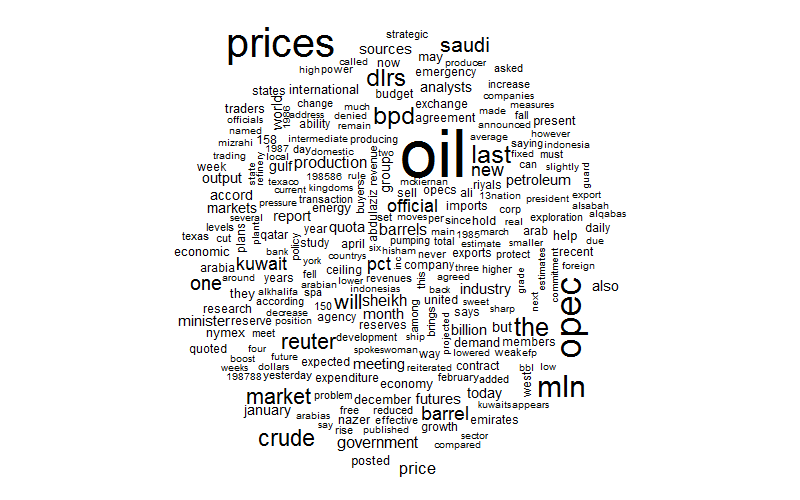 strategic
prices
sources saudi
called now may producer
high power dlrs emergency asked
states international budget analysts increase
companies
traders world change much bpd exchange made fall measures
officials 1986 address denied agreement announced present
named ability remain average however
mizrahi 158 intermediate producing oil last saying indonesia
trading 1987 day domestic two fixed must
week state refinery local gulf production group revenue new can slightly guard
output texaco 198586 rule mckiernan opecs rivals petroleum
accord current kingdoms buyers sell ali 13nation president export
markets pressure transaction abdulaziz official imports corp exploration alsabah
levels several report energy set moves per since hold real alqabas
texas cut plans plant year quota barrels main 1985 march arab help daily
economic qatar study april six pumping total estimate smaller recent due
bank policy countrys hisham never exports protect estimates
arabia kuwait york ceiling pct inc company three higher commitment foreign
around years fell arabian lower revenues this agreed grade
one they alkhalifa spa indonesias back industry next also
research according 150 will sheikh united sweet sharp opec
decrease month among brings says
minister reserve position agency reserves projected billion but the
nymex meet reuter development ship demand members
quoted four spokeswoman way lowered weak efp
boost future expected meeting reiterated contract bbl low
weeks dollars
198788 yesterday expenditure economy february added west mln
market problem december futures today kuwaits appears
january arabias free reduced barrel emirates
say nazer effective growth
crude rise published sector
government compared
posted price